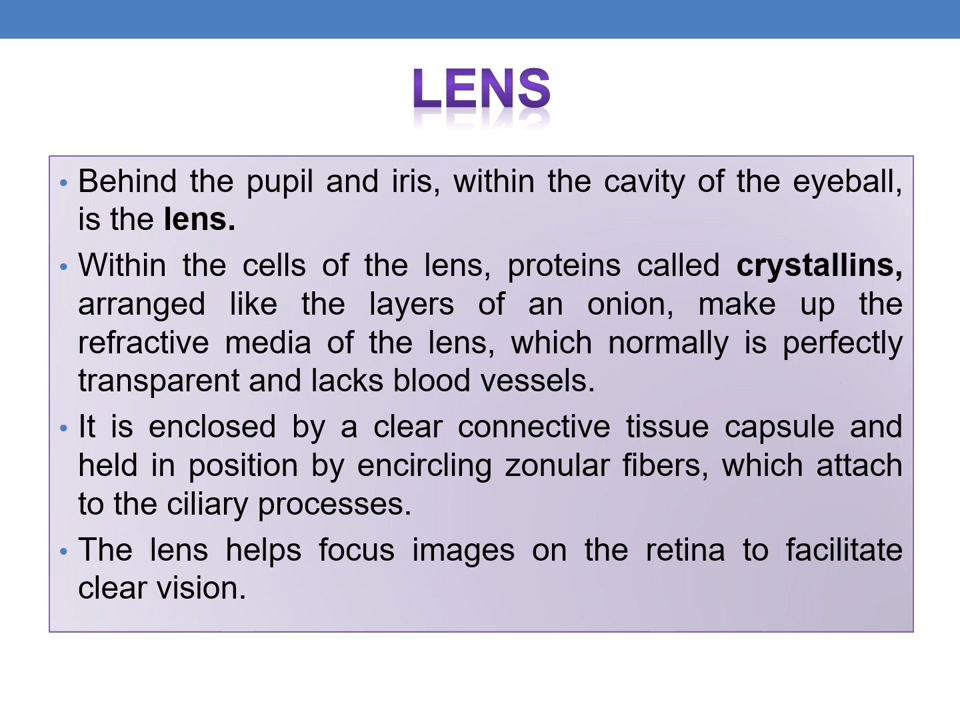 LENS
• Behind the pupil and iris, within the cavity of the eyeball,
is the lens.
• Within the cells of the lens, proteins called crystallins,
arranged like the layers of an onion, make up the
refractive media of the lens, which normally is perfectly
transparent and lacks blood vessels.
• It is enclosed by a clear connective tissue capsule and
held in position by encircling zonular fibers, which attach
to the ciliary processes.
• The lens helps focus images on the retina to facilitate
clear vision.